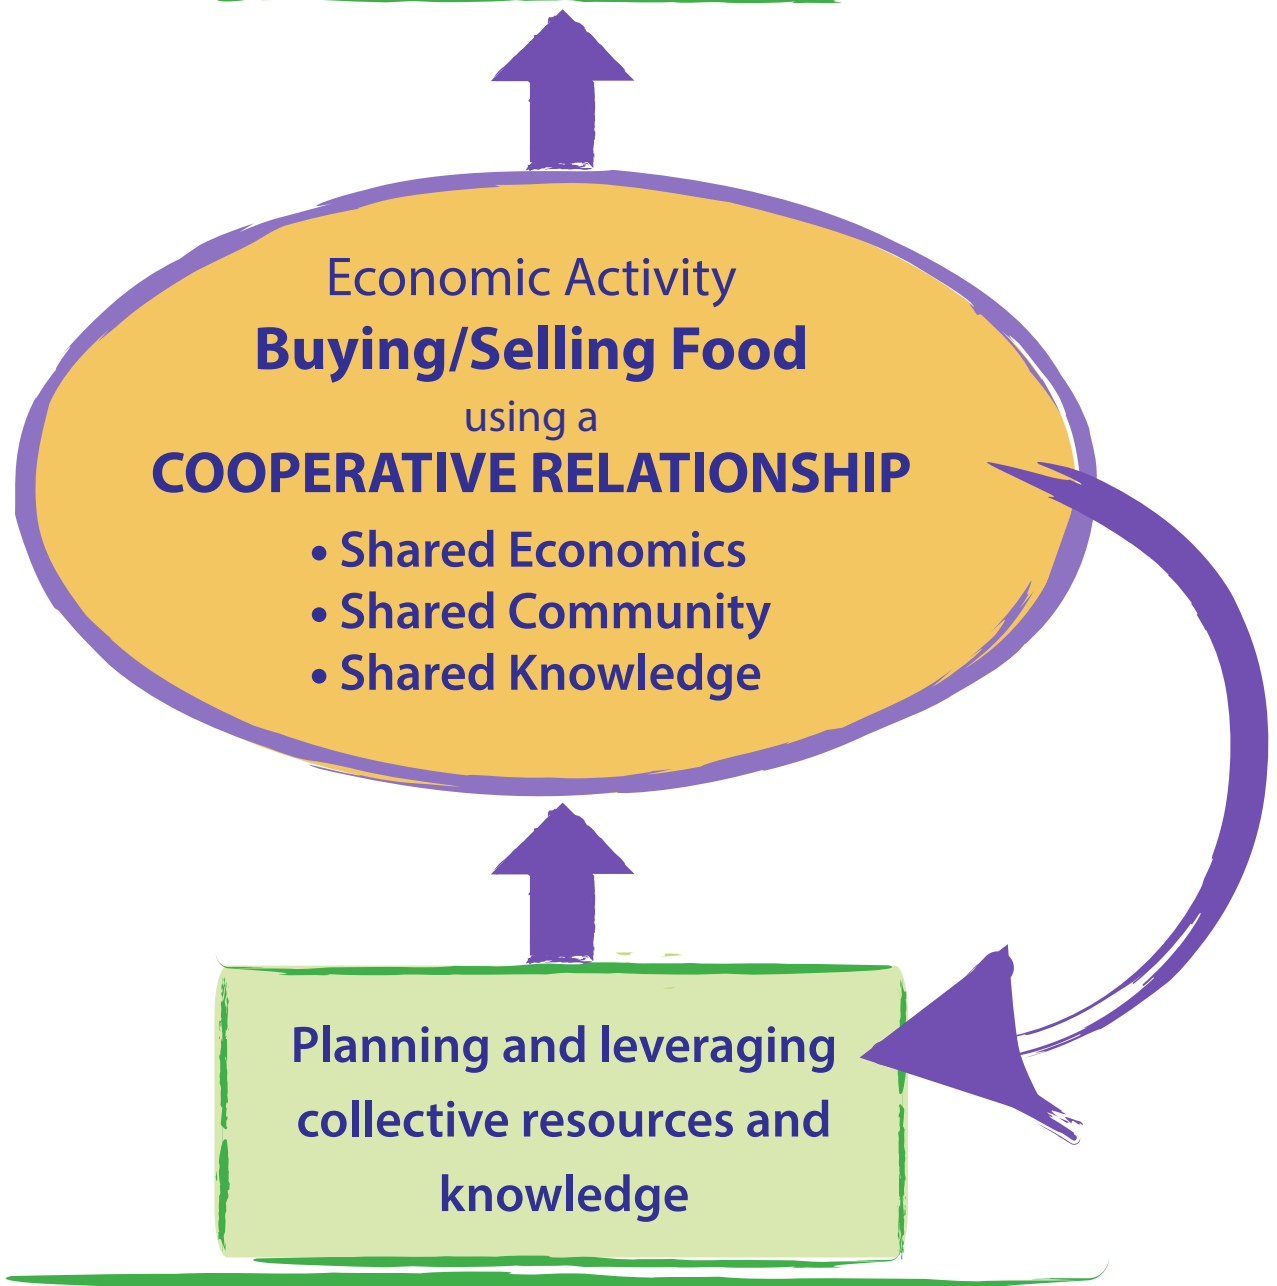 Economic Activity
Buying/Selling Food
using a
COOPERATIVE RELATIONSHIP
• Shared Economics
• Shared Community
• Shared Knowledge
Planning and leveraging
collective resources and
knowledge